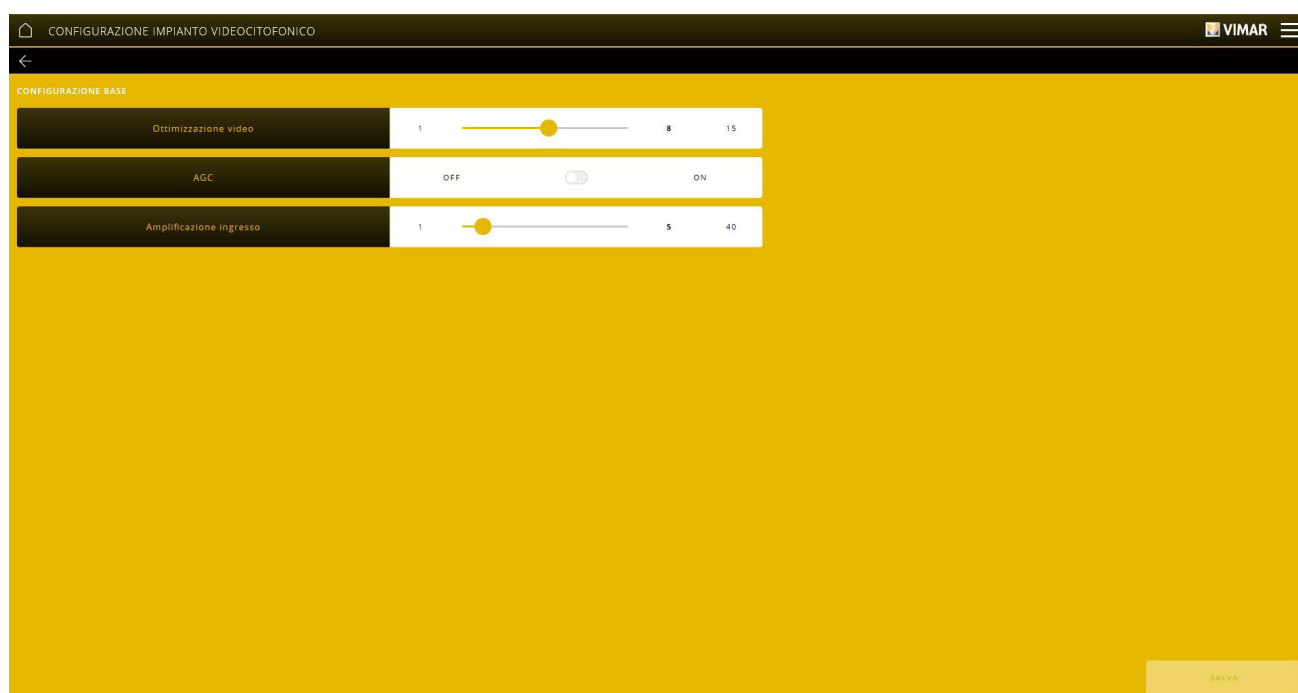 CONFIGURAZIONE IMPIANTO VIDEOCITOFONICO VIMAR
CONFIGURAZIONE BASE
Ottimizzazione video 1 8 15
AGC OFF ON
Amplificazione ingresso 1 5 40
SALVA